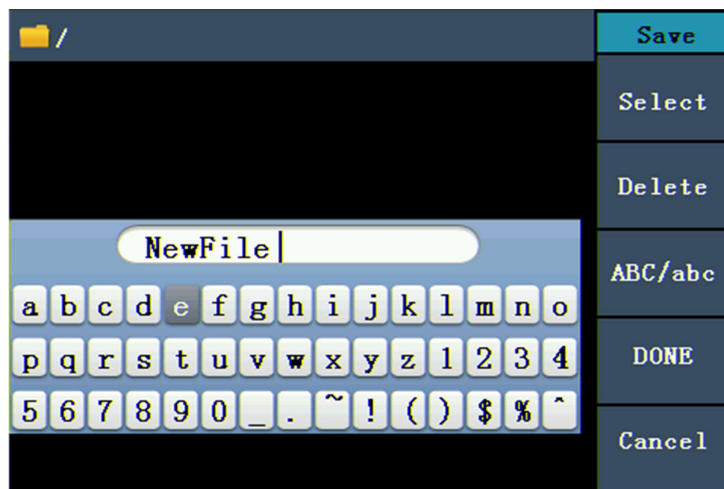 /
Save
Select
Delete
NewFile
ABC/abc
a b c d e f g h i j k l m n o
p q r s t u v w x y z 1 2 3 4
DONE
5 6 7 8 9 0 _ . ~ ! ( ) $ % ^
Cancel